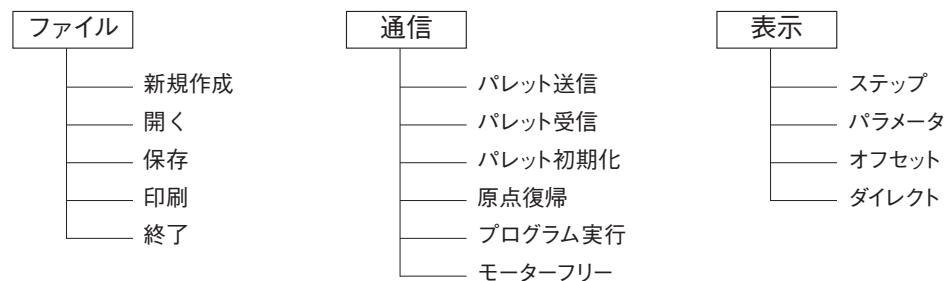 ファイル
新規作成
開く
保存
印刷
終了
通信
パレット送信
パレット受信
パレット初期化
原点復帰
プログラム実行
モーターフリー
表示
ステップ
パラメータ
オフセット
ダイレクト